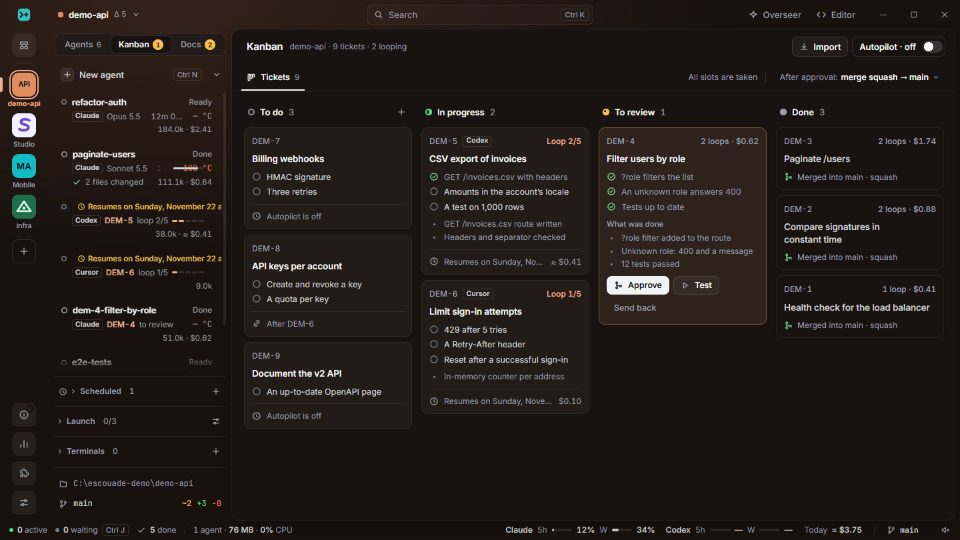 demo-api Δ 5
Search Ctrl K
Overseer
Editor
API
demo-api
S
Studio
MA
Mobile
infra
Agents 6
Kanban 1
Docs 2
New agent Ctrl N
refactor-auth Ready
Claude Opus 5.5 · 12m 0... — °C
184.0k · $2.41
paginate-users Done
Claude Sonnet 5.5
2 files changed 111.1k · $0.64
Resumes on Sunday, November 22 a
Codex DEM-5 loop 2/5
38.0k · ≈ $0.41
Resumes on Sunday, November 22 a
Cursor DEM-6 loop 1/5
9.0k
dem-4-filter-by-role Done
Claude DEM-4 to review — °C
51.0k · $0.62
e2e-tests Ready
Scheduled 1
Launch 0/3
Terminals 0
C:\escouade-demo\demo-api
main ~2 +3 -0
Kanban demo-api · 9 tickets · 2 looping
Import
Autopilot · off
Tickets 9
All slots are taken
After approval: merge squash → main
To do 3
DEM-7
Billing webhooks
HMAC signature
Three retries
Autopilot is off
DEM-8
API keys per account
Create and revoke a key
A quota per key
After DEM-6
DEM-9
Document the v2 API
An up-to-date OpenAPI page
Autopilot is off
In progress 2
DEM-5 Codex Loop 2/5
CSV export of invoices
GET /invoices.csv with headers
Amounts in the account's locale
A test on 1,000 rows
GET /invoices.csv route written
Headers and separator checked
Resumes on Sunday, No... ≈ $0.41
DEM-6 Cursor Loop 1/5
Limit sign-in attempts
429 after 5 tries
A Retry-After header
Reset after a successful sign-in
In-memory counter per address
Resumes on Sunday, Nove... $0.10
To review 1
DEM-4 2 loops · $0.62
Filter users by role
?role filters the list
An unknown role answers 400
Tests up to date
What was done
?role filter added to the route
Unknown role: 400 and a message
12 tests passed
Approve
Test
Send back
Done 3
DEM-3 2 loops · $1.74
Paginate /users
Merged into main · squash
DEM-2 2 loops · $0.88
Compare signatures in
constant time
Merged into main · squash
DEM-1 1 loop · $0.41
Health check for the load balancer
Merged into main · squash
0 active 0 waiting Ctrl J 5 done 1 agent · 76 MB · 0% CPU
Claude 5h 12% W 34% Codex 5h — W — Today ≈ $3.75 main